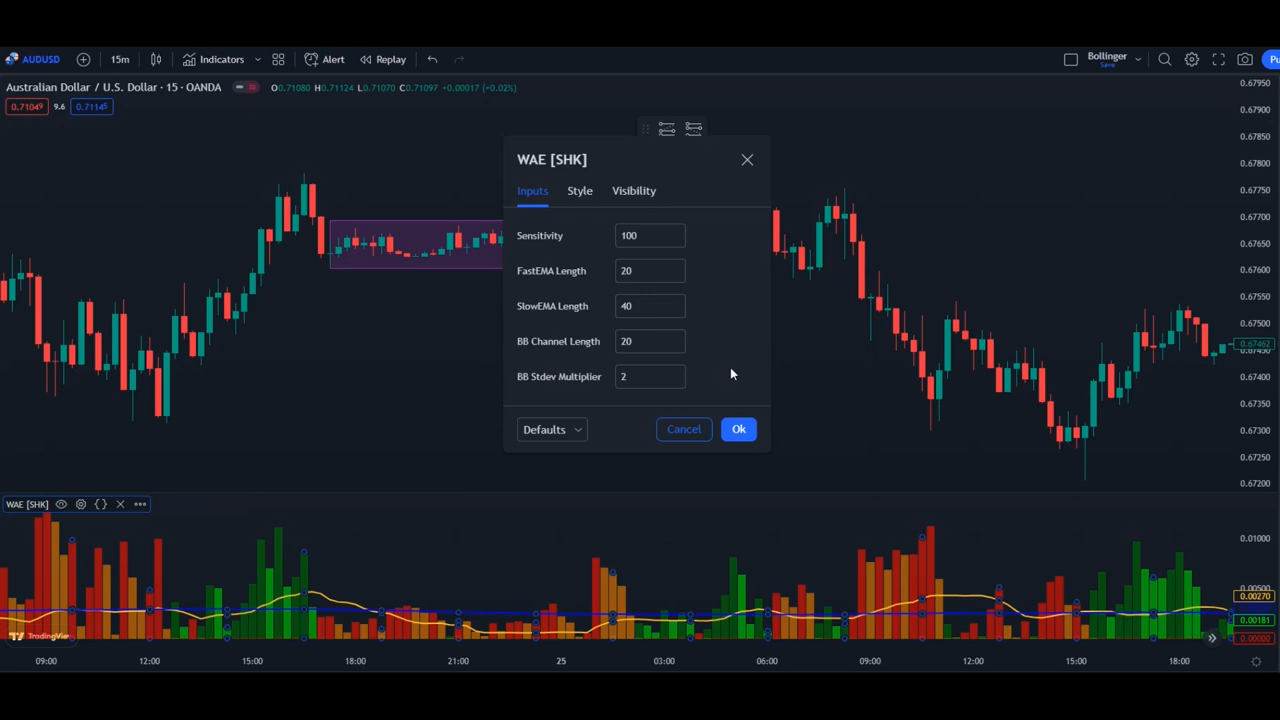 AUDUSD 15m Indicators Alert Replay Bollinger
Save
Australian Dollar / U.S. Dollar · 15 · OANDA O0.71080 H0.71124 L0.71070 C0.71097 +0.00017 (+0.02%)
0.71049 9.6 0.71145
WAE [SHK]
Inputs Style Visibility
Sensitivity 100
FastEMA Length 20
SlowEMA Length 40
BB Channel Length 20
BB Stdev Multiplier 2
Defaults Cancel Ok
0.67950
0.67900
0.67850
0.67800
0.67750
0.67700
0.67650
0.67600
0.67550
0.67500
0.67462
0.67400
0.67350
0.67300
0.67250
0.67200
WAE [SHK]
0.01000
0.00270
0.00181
0.00000
TradingView
09:00 12:00 15:00 18:00 21:00 25 03:00 06:00 09:00 12:00 15:00 18:00